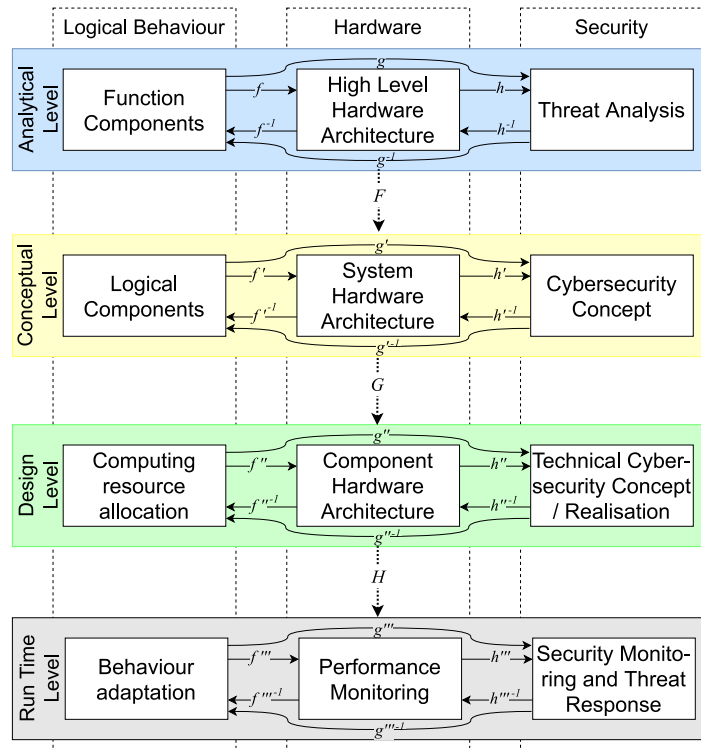 Logical Behaviour
Hardware
Security
Analytical
Level
Function
Components
g
f
f⁻¹
g⁻¹
High Level
Hardware
Architecture
h
h⁻¹
Threat Analysis
F
Conceptual
Level
Logical
Components
g'
f'
f'⁻¹
g'⁻¹
System
Hardware
Architecture
h'
h'⁻¹
Cybersecurity
Concept
G
Design
Level
Computing
resource
allocation
g''
f''
f''⁻¹
g''⁻¹
Component
Hardware
Architecture
h''
h''⁻¹
Technical Cyber-
security Concept
/ Realisation
H
Run Time
Level
Behaviour
adaptation
g'''
f'''
f'''⁻¹
g'''⁻¹
Performance
Monitoring
h'''
h'''⁻¹
Security Monito-
ring and Threat
Response